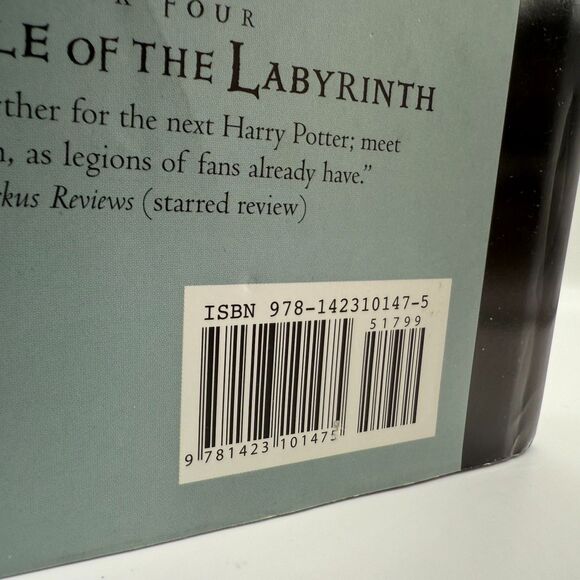 K FOUR
LE OF THE LABYRINTH
ther for the next Harry Potter; meet
, as legions of fans already have."
kus Reviews (starred review)
ISBN 978-142310147-5
51799
9 781423 101475